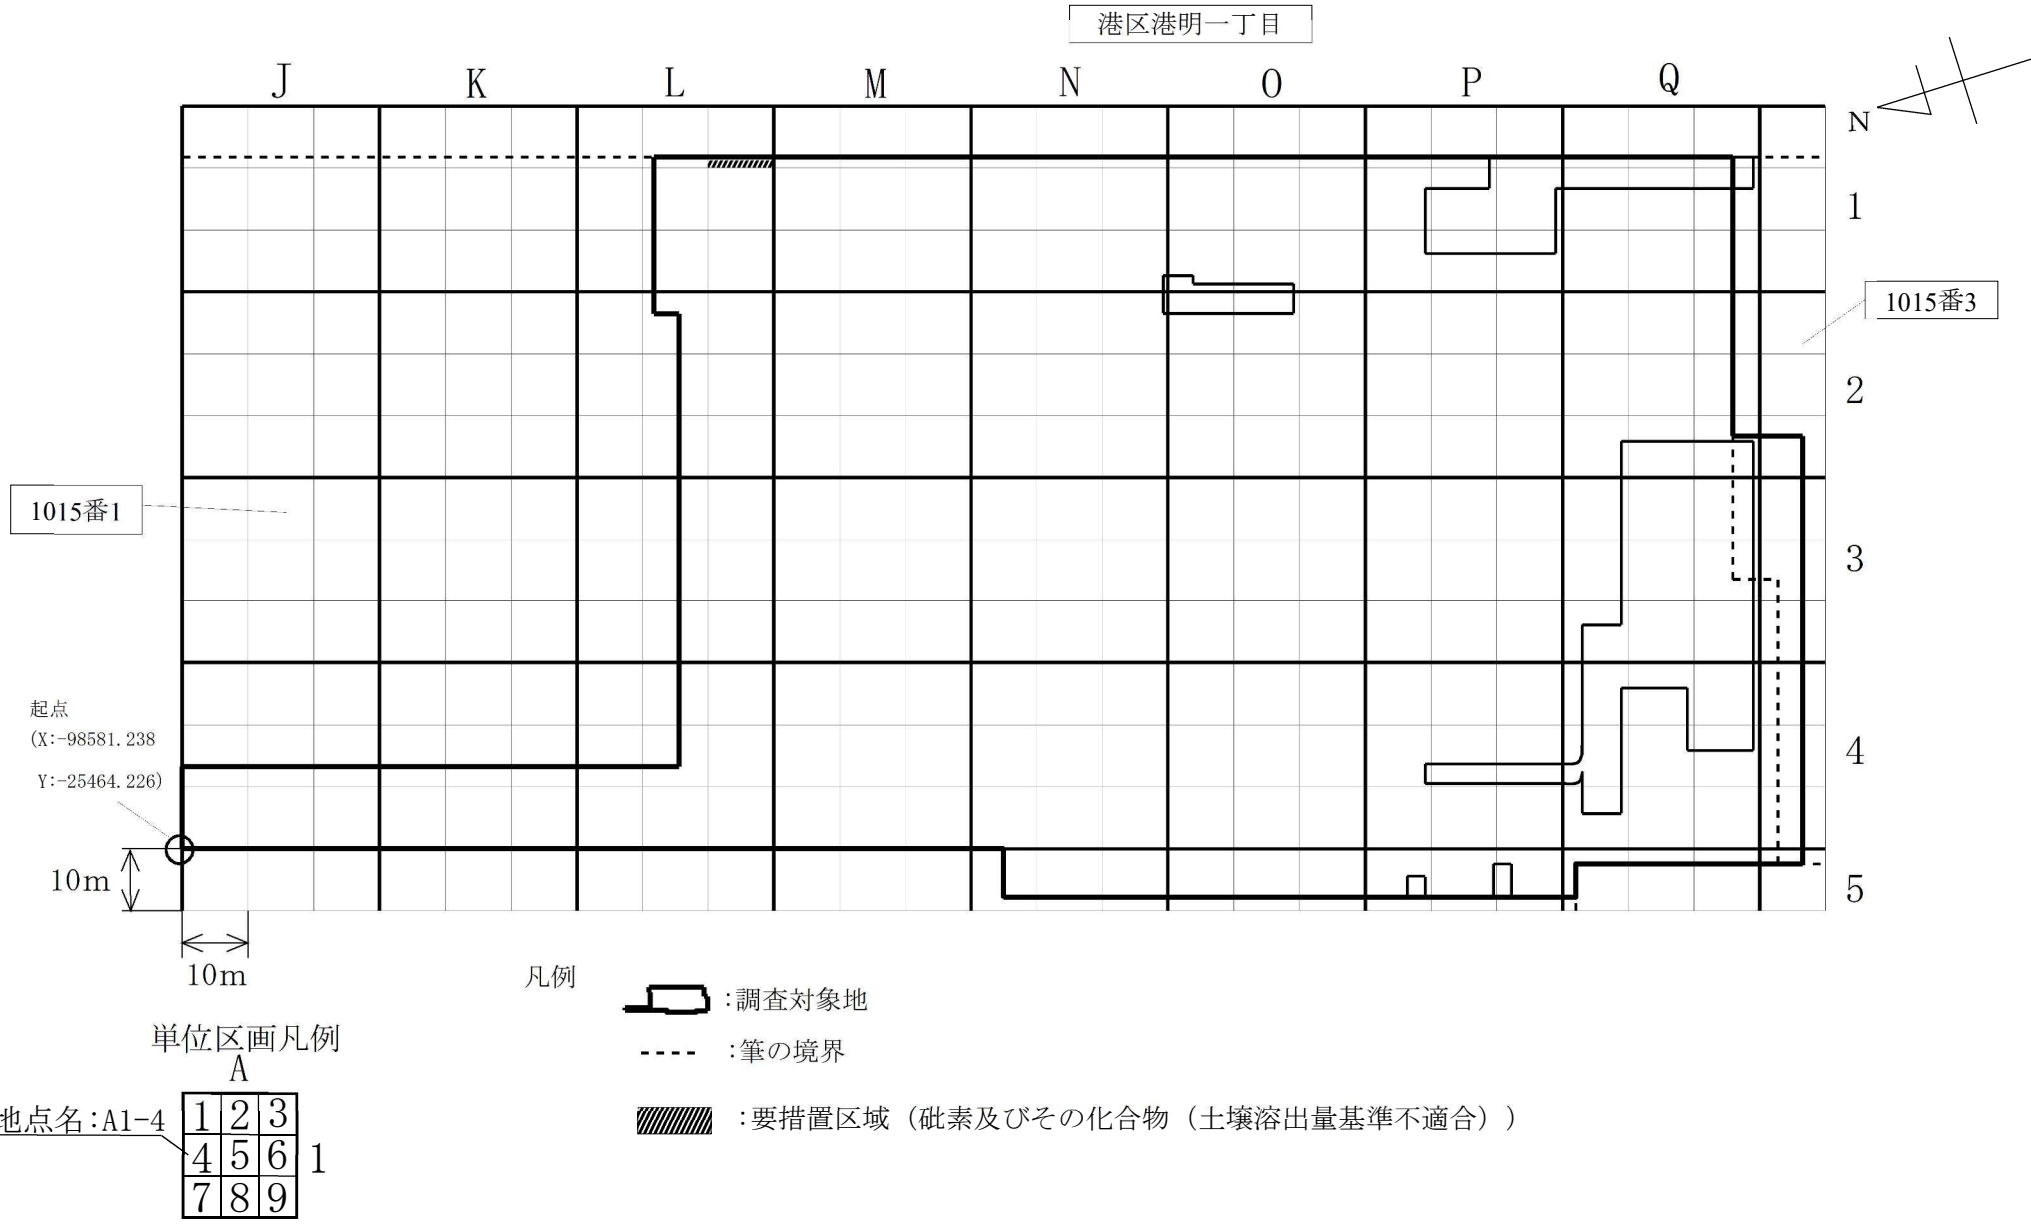 港区港明一丁目
J K L M N O P Q
N
1
1015番3
2
1015番1
3
起点
(X:-98581.238
Y:-25464.226)
4
10m
5
10m
凡例
:調査対象地
単位区画凡例
:筆の境界
A
地点名:A1-4
1 2 3
:要措置区域（砒素及びその化合物（土壌溶出量基準不適合））
4 5 6 1
7 8 9